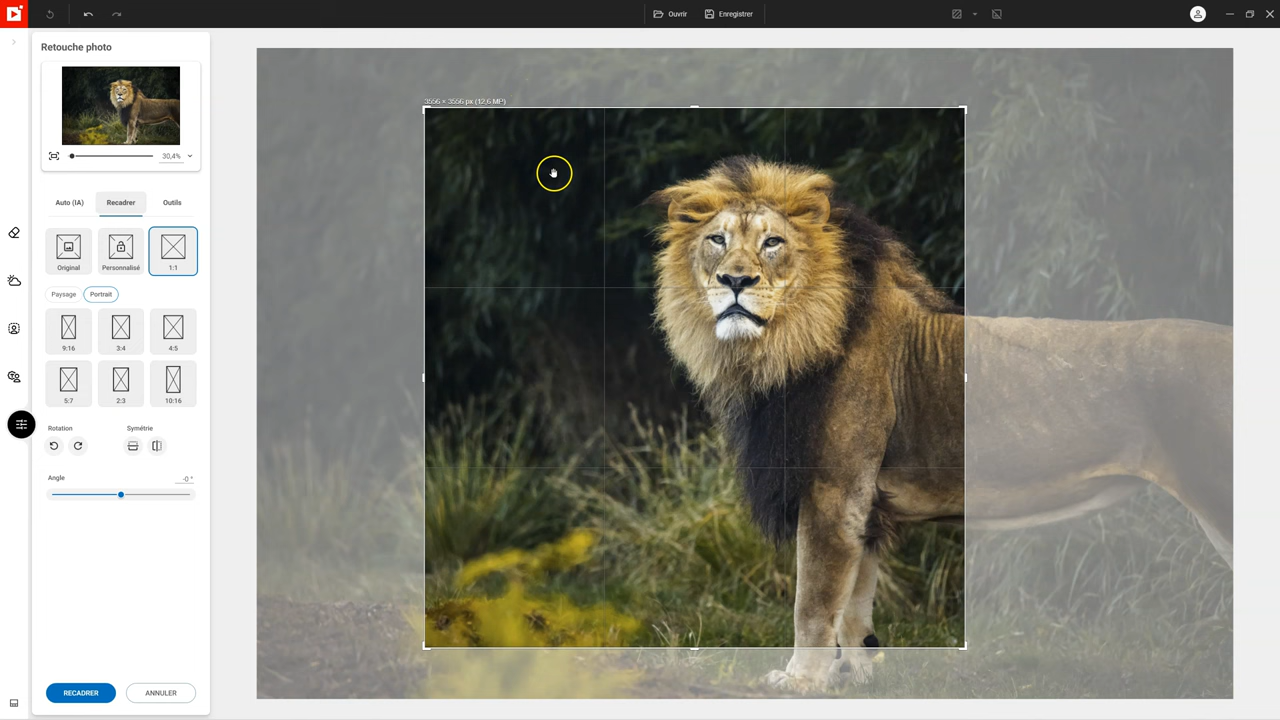 Ouvrir
Enregistrer
Retouche photo
30,4%
Auto (IA)
Recadrer
Outils
Original
Personnalisé
1:1
Paysage
Portrait
9:16
3:4
4:5
5:7
2:3
10:16
Rotation
Symétrie
Angle
-0 °
RECADRER
ANNULER
3556 × 3556 px (12,6 MP)